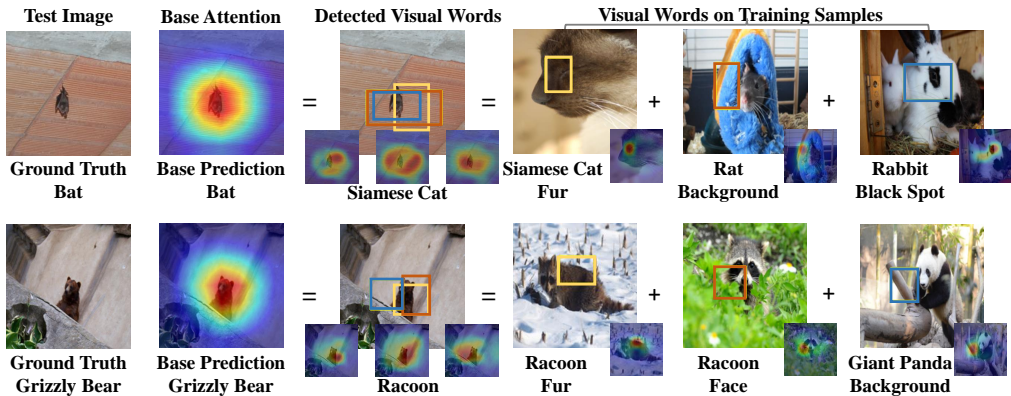 Test Image
Base Attention
Detected Visual Words
Visual Words on Training Samples
=
=
+
+
Ground Truth
Bat
Base Prediction
Bat
Siamese Cat
Siamese Cat
Fur
Rat
Background
Rabbit
Black Spot
=
=
+
+
Ground Truth
Grizzly Bear
Base Prediction
Grizzly Bear
Racoon
Racoon
Fur
Racoon
Face
Giant Panda
Background